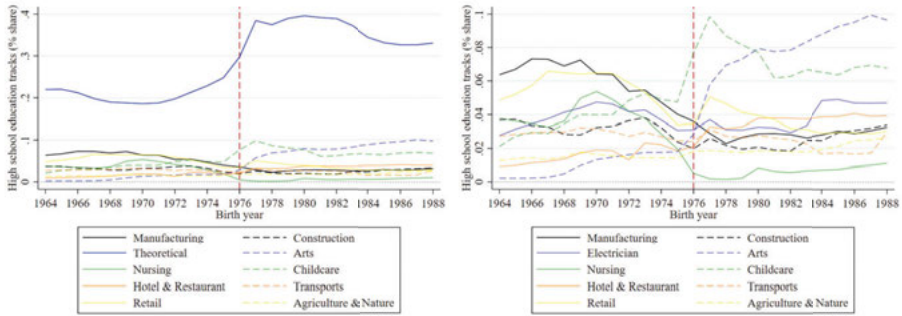 High school education tracks (% share)
.4
.3
.2
.1
0
1964 1966 1968 1970 1972 1974 1976 1978 1980 1982 1984 1986 1988
Birth year
Manufacturing Construction
Theoretical Arts
Nursing Childcare
Hotel & Restaurant Transports
Retail Agriculture & Nature
High school education tracks (% share)
.1
.08
.06
.04
.02
0
1964 1966 1968 1970 1972 1974 1976 1978 1980 1982 1984 1986 1988
Birth year
Manufacturing Construction
Electrician Arts
Nursing Childcare
Hotel & Restaurant Transports
Retail Agriculture & Nature